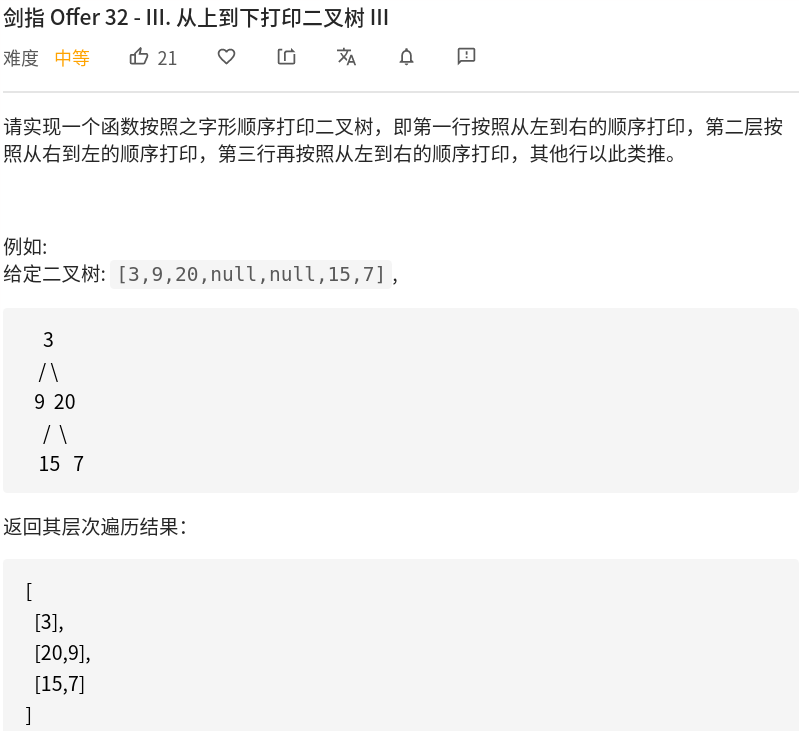 剑指 Offer 32 - III. 从上到下打印二叉树 III
难度 中等 21
请实现一个函数按照之字形顺序打印二叉树，即第一行按照从左到右的顺序打印，第二层按
照从右到左的顺序打印，第三行再按照从左到右的顺序打印，其他行以此类推。
例如:
给定二叉树: [3,9,20,null,null,15,7],
3
/ \
9 20
/ \
15 7
返回其层次遍历结果：
[
[3],
[20,9],
[15,7]
]